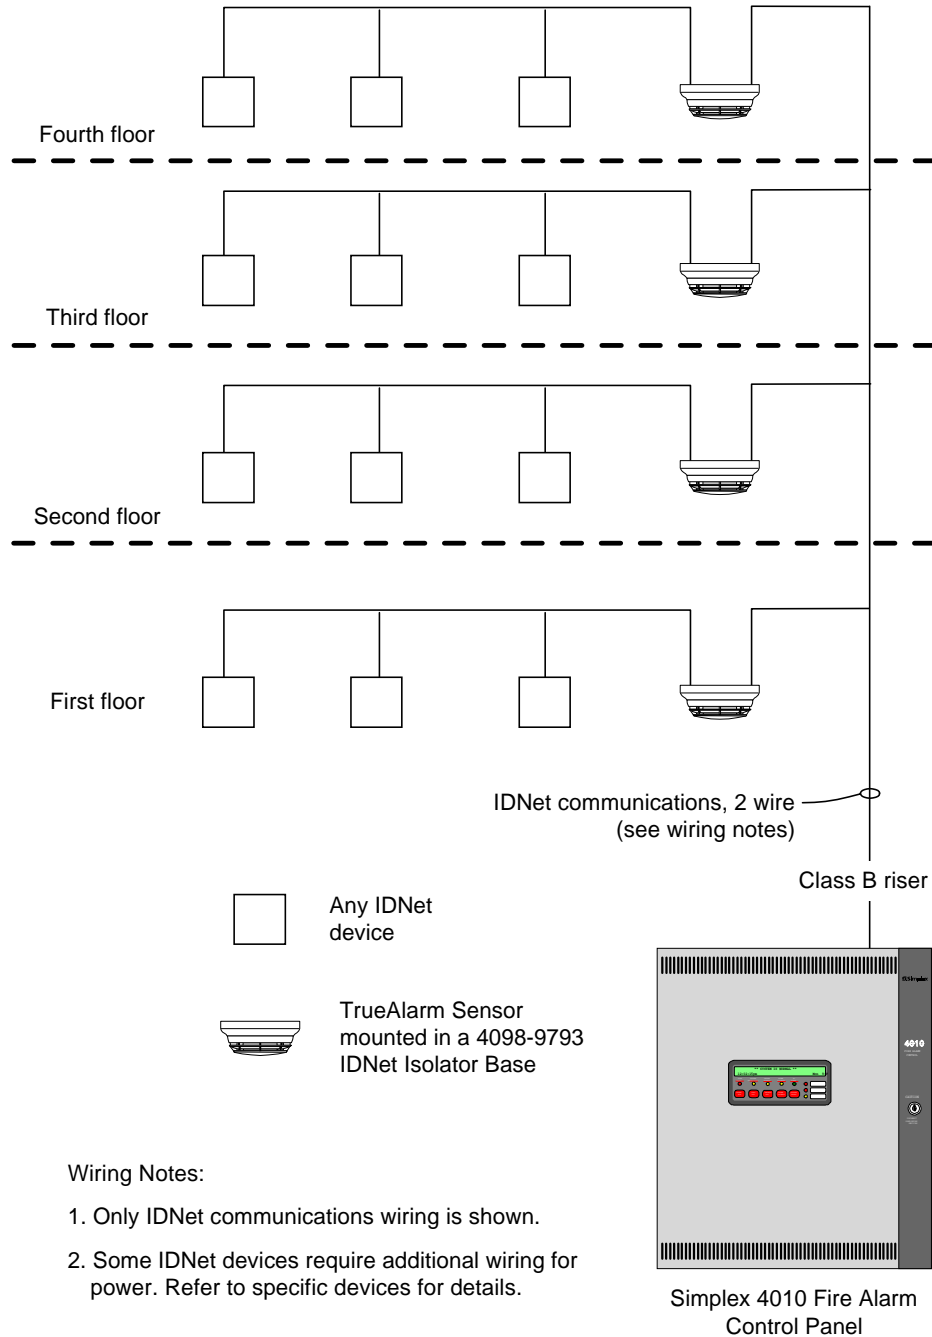 Fourth floor
Third floor
Second floor
First floor
IDNet communications, 2 wire
(see wiring notes)
Class B riser
Any IDNet
device
TrueAlarm Sensor
mounted in a 4098-9793
IDNet Isolator Base
4010
Wiring Notes:
1. Only IDNet communications wiring is shown.
2. Some IDNet devices require additional wiring for
power. Refer to specific devices for details.
Simplex 4010 Fire Alarm
Control Panel